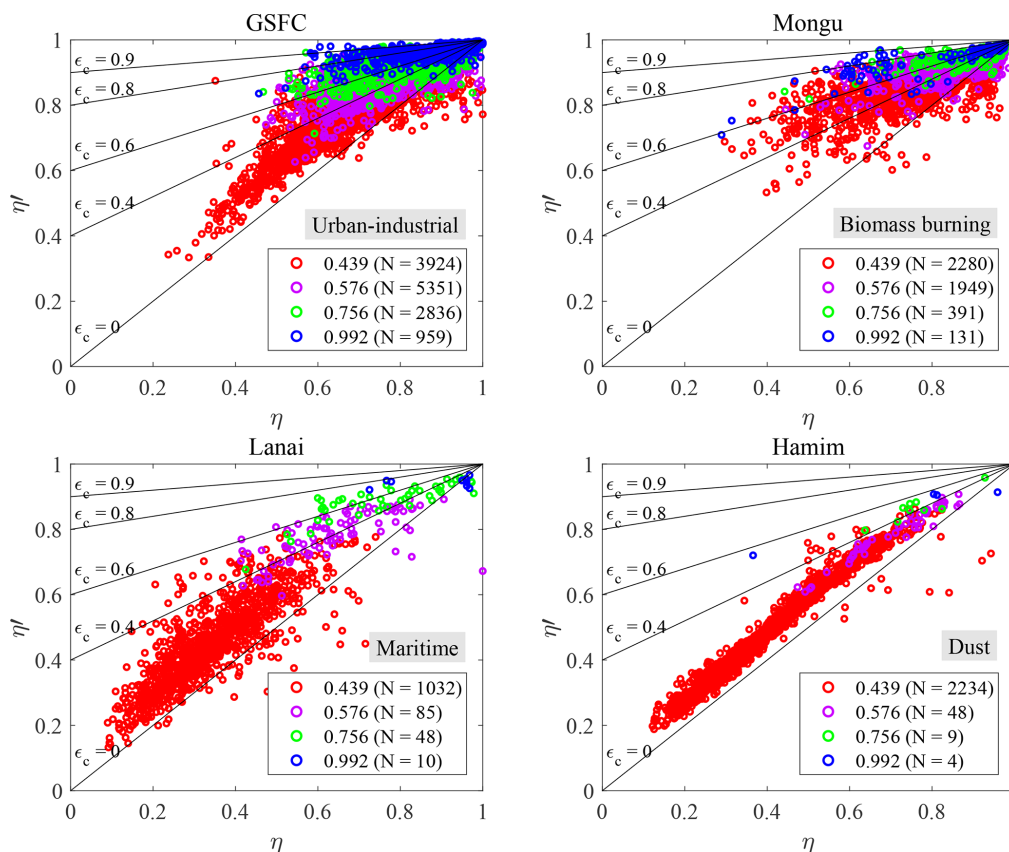 GSFC
1
ϵc = 0.9
0.8
ϵc = 0.8
0.6
ϵc = 0.6
0.4
ϵc = 0.4
0.2
ϵc = 0
0
η′
Urban-industrial
0.439 (N = 3924)
0.576 (N = 5351)
0.756 (N = 2836)
0.992 (N = 959)
0 0.2 0.4 0.6 0.8 1
η
Mongu
1
ϵc = 0.9
0.8
ϵc = 0.8
0.6
ϵc = 0.6
0.4
ϵc = 0.4
0.2
ϵc = 0
0
η′
Biomass burning
0.439 (N = 2280)
0.576 (N = 1949)
0.756 (N = 391)
0.992 (N = 131)
0 0.2 0.4 0.6 0.8
η
Lanai
1
ϵc = 0.9
0.8
ϵc = 0.8
0.6
ϵc = 0.6
0.4
ϵc = 0.4
0.2
ϵc = 0
0
η′
Maritime
0.439 (N = 1032)
0.576 (N = 85)
0.756 (N = 48)
0.992 (N = 10)
0 0.2 0.4 0.6 0.8 1
η
Hamim
1
ϵc = 0.9
0.8
ϵc = 0.8
0.6
ϵc = 0.6
0.4
ϵc = 0.4
0.2
ϵc = 0
0
η′
Dust
0.439 (N = 2234)
0.576 (N = 48)
0.756 (N = 9)
0.992 (N = 4)
0 0.2 0.4 0.6 0.8
η